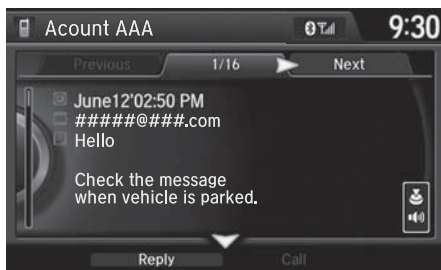 Acount AAA
9:30
Previous 1/16 Next
June12'02:50 PM
#####@###.com
Hello
Check the message
when vehicle is parked.
Reply Call